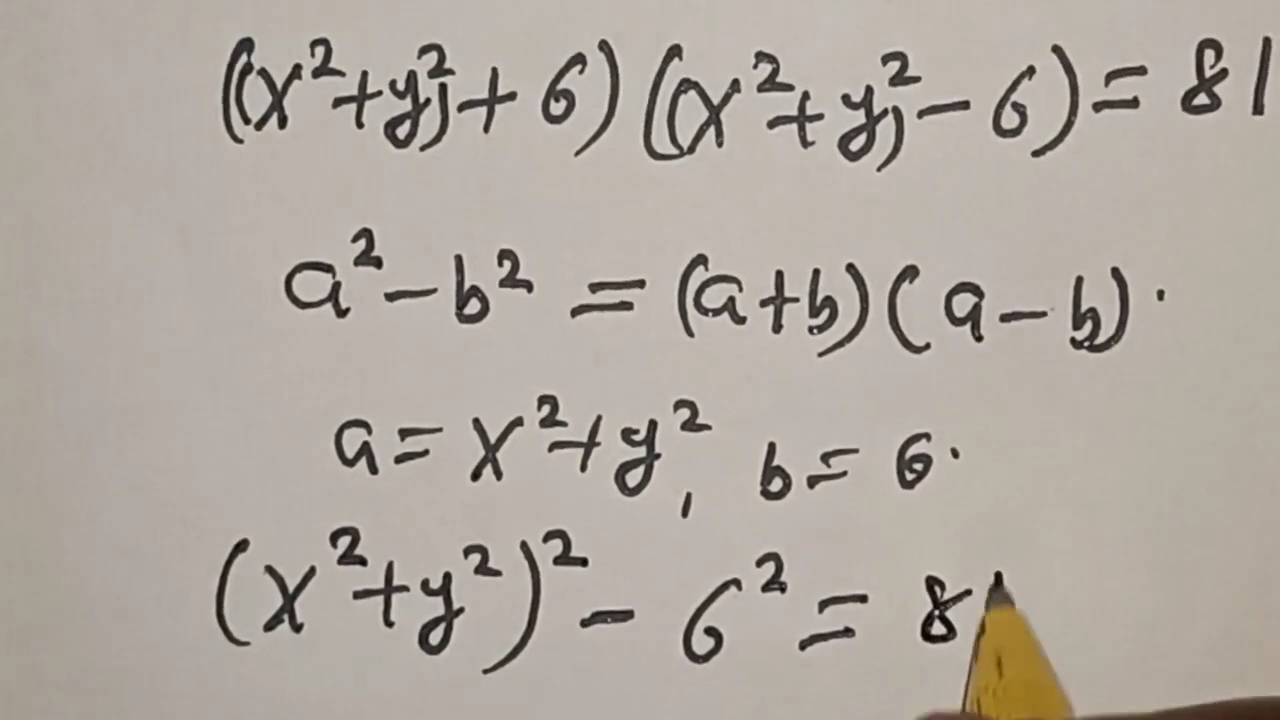 ((x²+y²)+6)((x²+y²)-6)=81
a²-b² = (a+b)(a-b).
a=x²+y², b=6.
(x²+y²)²-6²=8